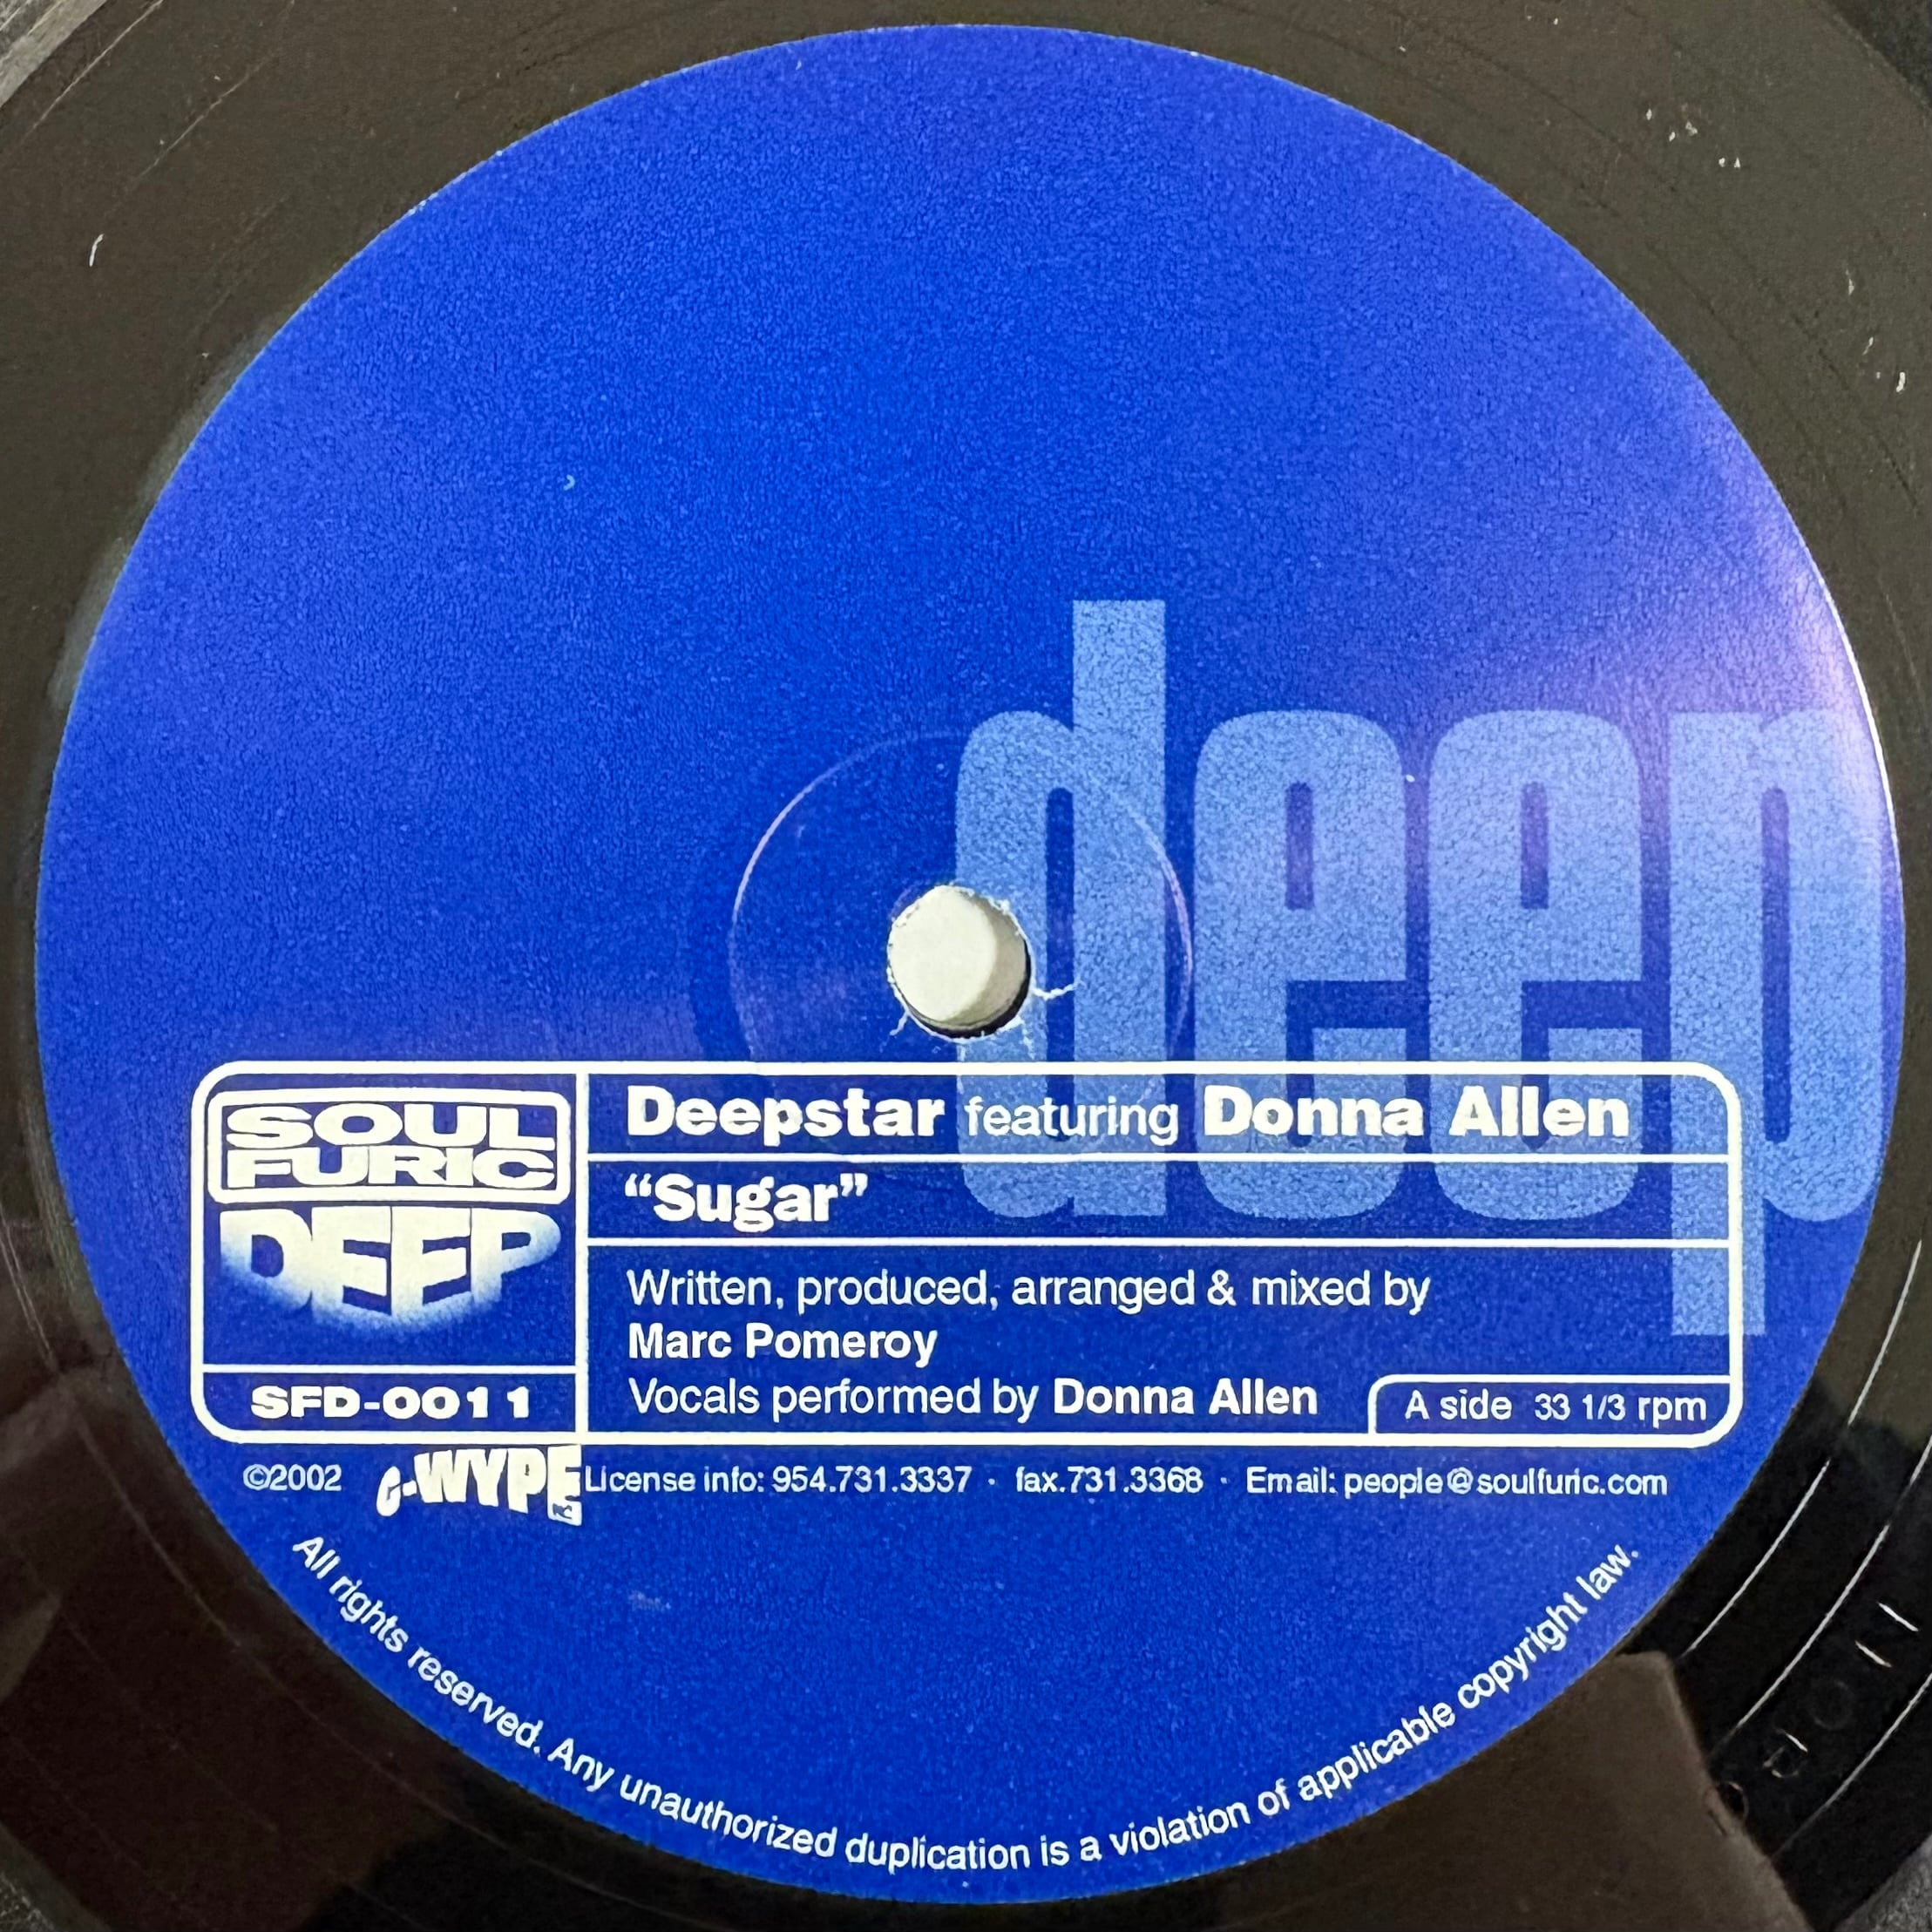 deep
SOUL
FURIC
DEEP
SFD-0011
Deepstar featuring Donna Allen
“Sugar”
Written, produced, arranged & mixed by
Marc Pomeroy
Vocals performed by Donna Allen
A side 33 1/3 rpm
©2002 G-WYPE License info: 954.731.3337 · fax.731.3368 · Email: people@soulfuric.com
All rights reserved. Any unauthorized duplication is a violation of applicable copyright law.